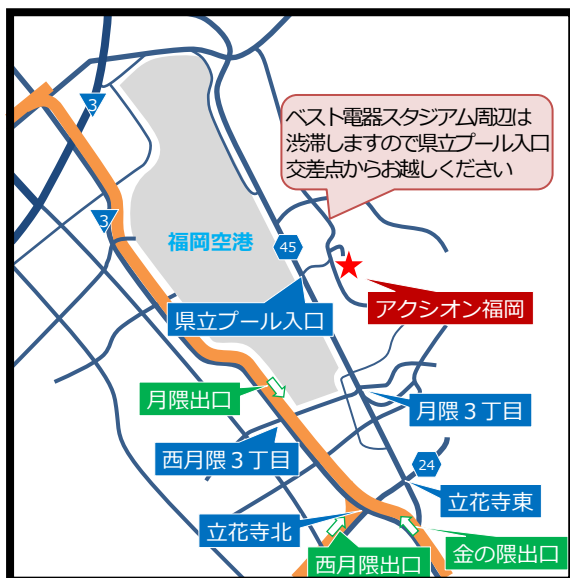 3
ベスト電器スタジアム周辺は
渋滞しますので県立プール入口
交差点からお越しください
3
福岡空港
45
アクシオン福岡
県立プール入口
月隈出口
月隈３丁目
西月隈３丁目
24
立花寺東
立花寺北
金の隈出口
西月隈出口